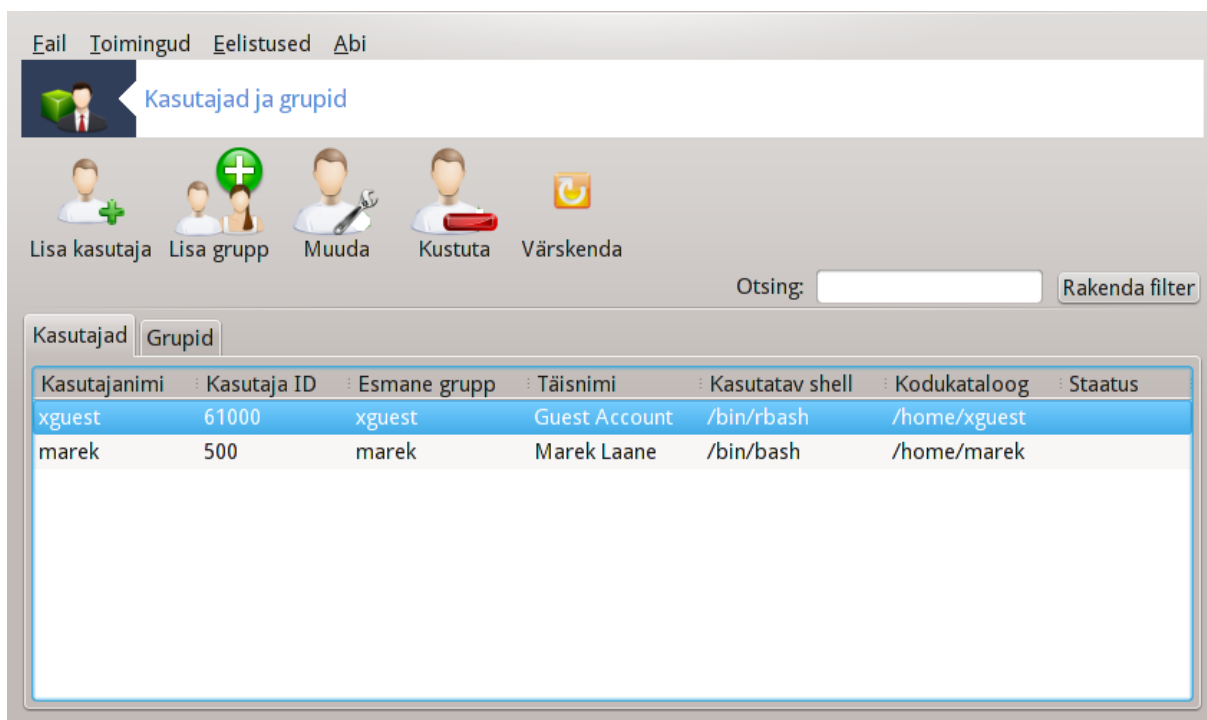 Fail Toimingud Eelistused Abi
Kasutajad ja grupid
Lisa kasutaja Lisa grupp Muuda Kustuta Värskenda
Otsing: Rakenda filter
Kasutajad Grupid
Kasutajanimi Kasutaja ID Esmane grupp Täisnimi Kasutatav shell Kodukataloog Staatus
xguest 61000 xguest Guest Account /bin/rbash /home/xguest
marek 500 marek Marek Laane /bin/bash /home/marek